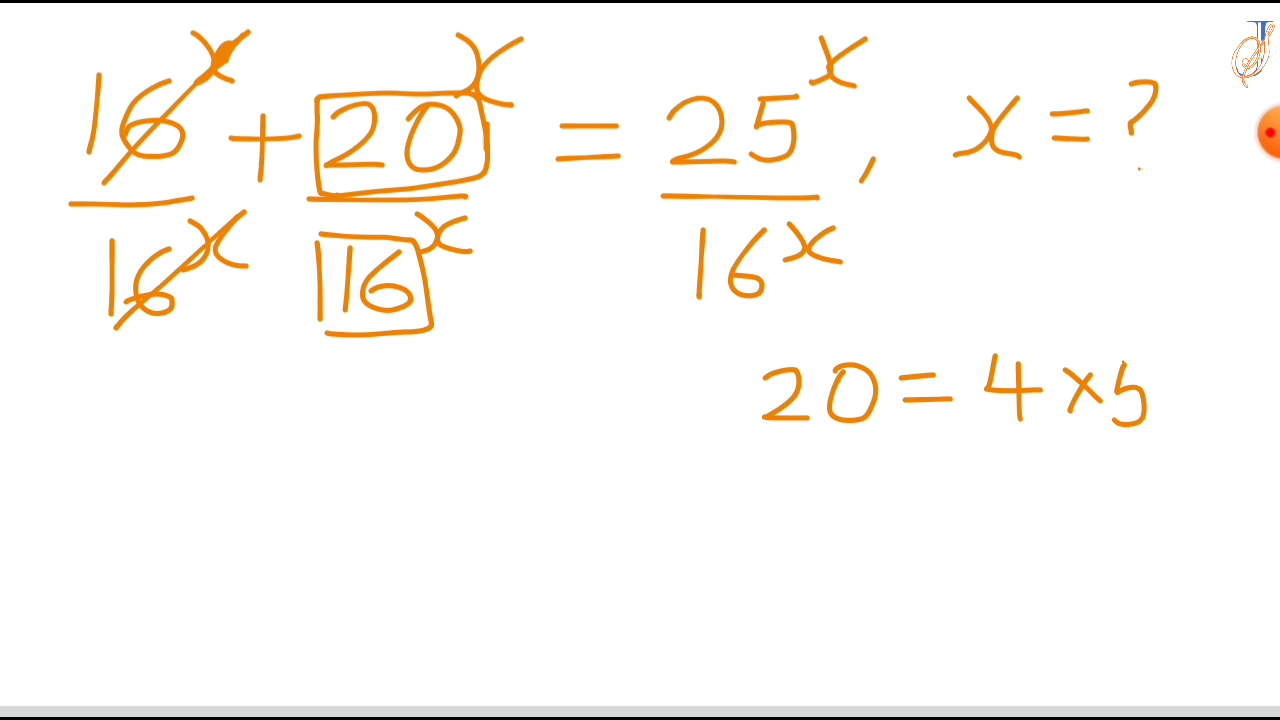 16^x + 20^x = 25^x , x = ?
16^x 16^x 16^x
20 = 4 × 5